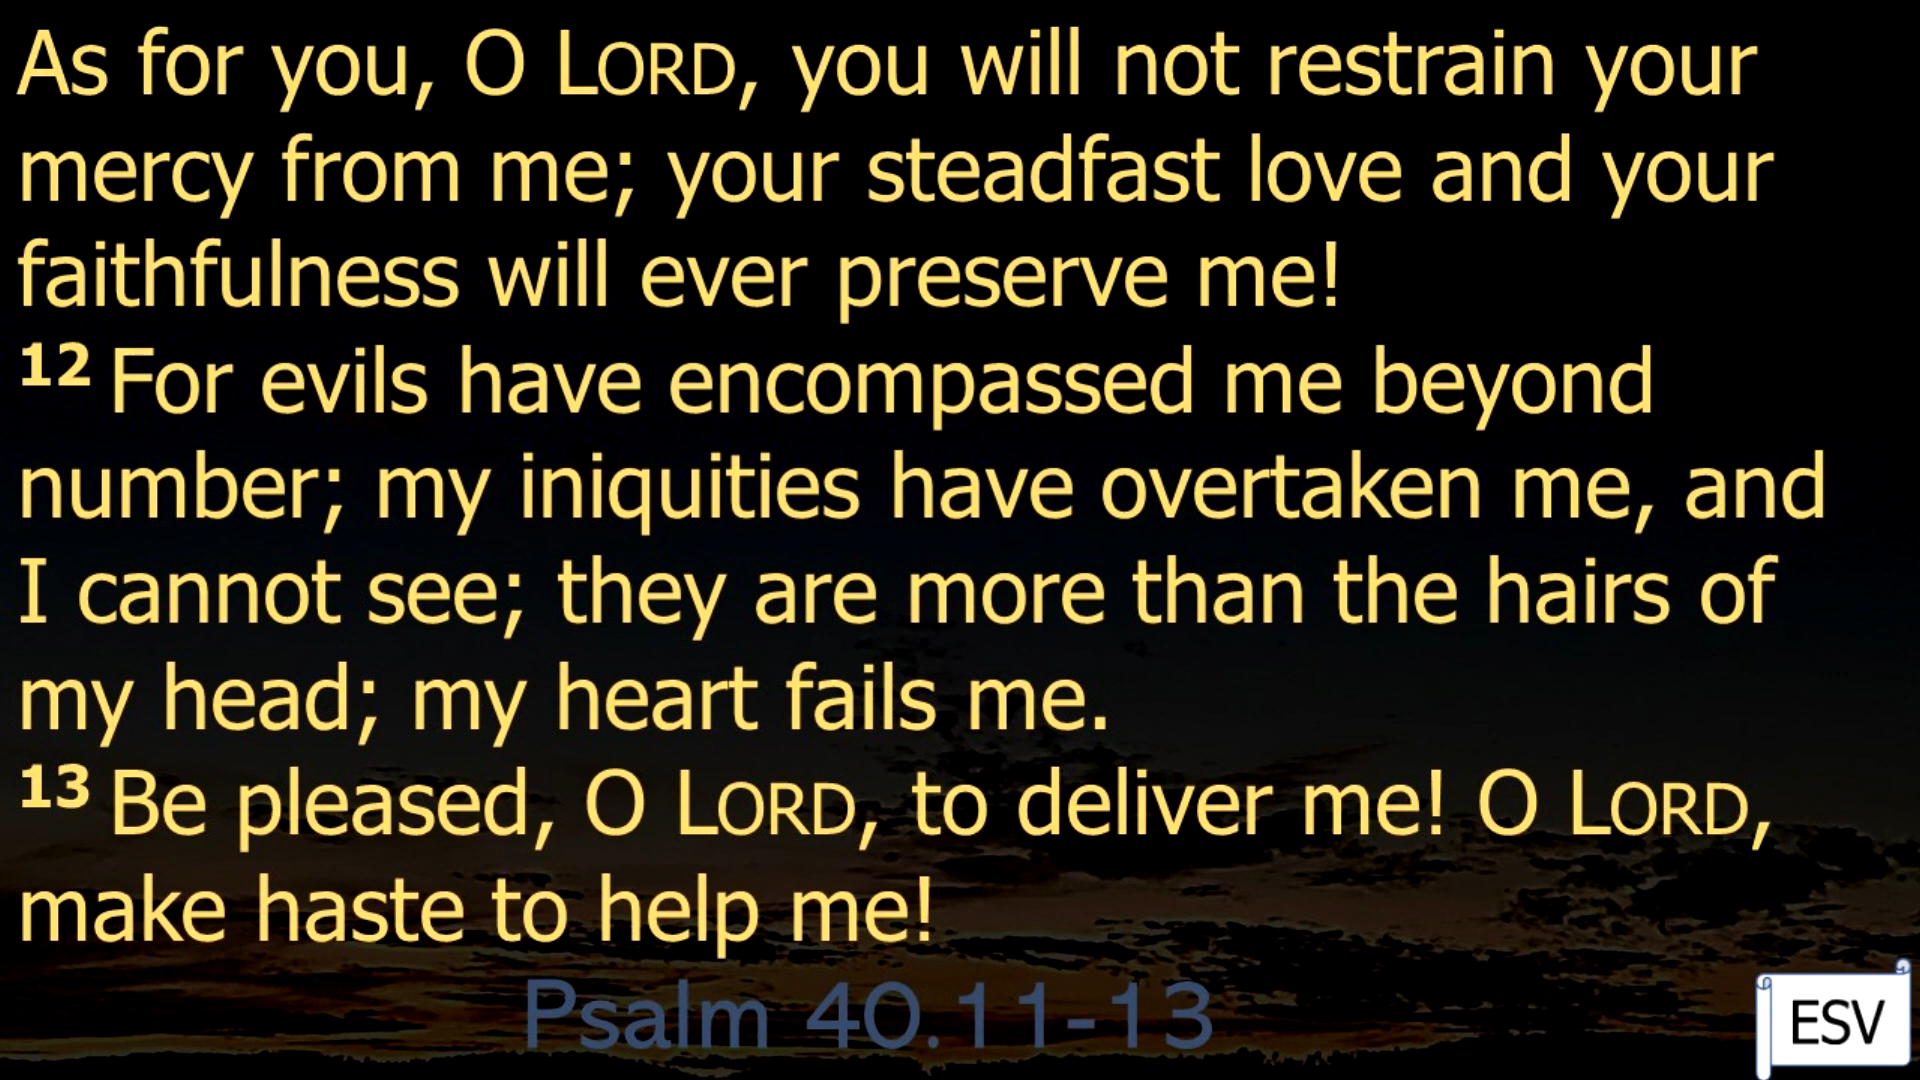 As for you, O LORD, you will not restrain your
mercy from me; your steadfast love and your
faithfulness will ever preserve me!
12 For evils have encompassed me beyond
number; my iniquities have overtaken me, and
I cannot see; they are more than the hairs of
my head; my heart fails me.
13 Be pleased, O LORD, to deliver me! O LORD,
make haste to help me!
Psalm 40.11-13
ESV